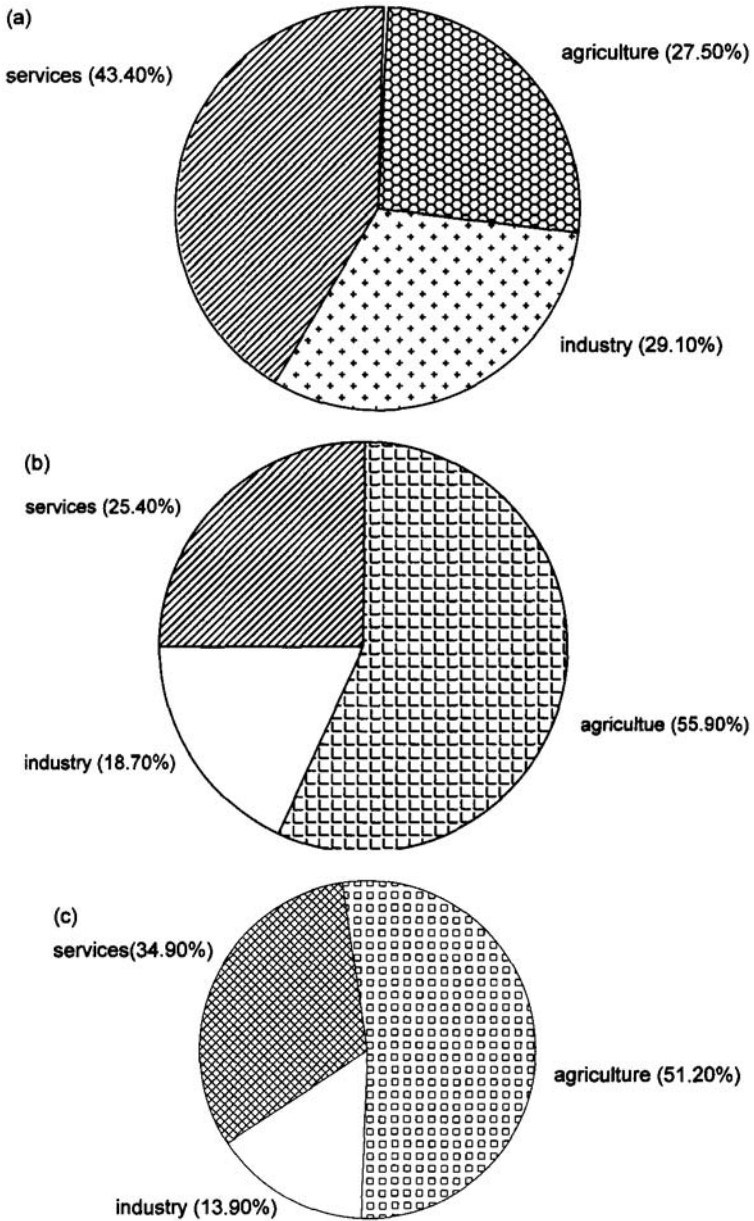 (a)
services (43.40%)
agriculture (27.50%)
industry (29.10%)
(b)
services (25.40%)
agricultue (55.90%)
industry (18.70%)
(c)
services(34.90%)
agriculture (51.20%)
industry (13.90%)